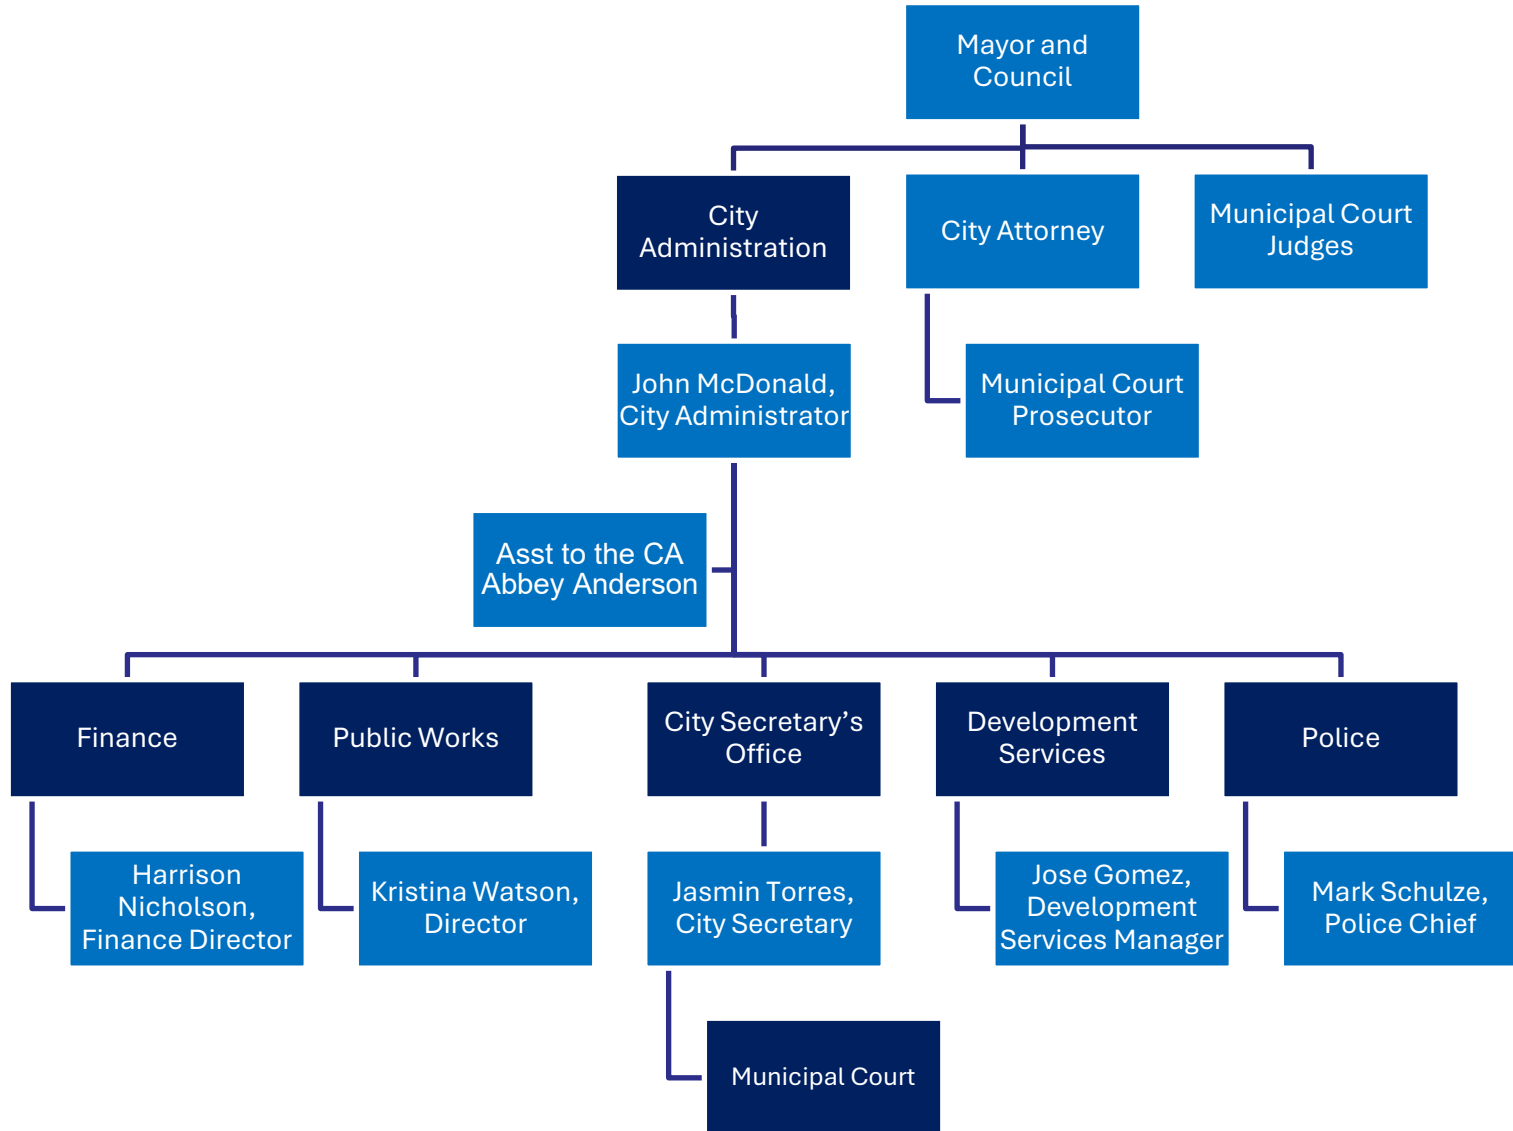 Mayor and
Council
City
Administration
City Attorney
Municipal Court
Judges
John McDonald,
City Administrator
Municipal Court
Prosecutor
Asst to the CA
Abbey Anderson
Finance
Public Works
City Secretary’s
Office
Development
Services
Police
Harrison
Nicholson,
Finance Director
Kristina Watson,
Director
Jasmin Torres,
City Secretary
Jose Gomez,
Development
Services Manager
Mark Schulze,
Police Chief
Municipal Court